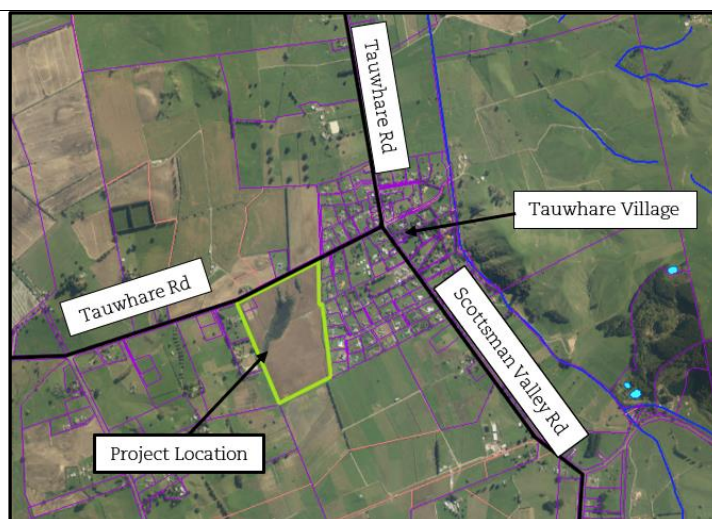 Tauwhare Rd
Tauwhare Village
Tauwhare Rd
Scottsman Valley Rd
Project Location